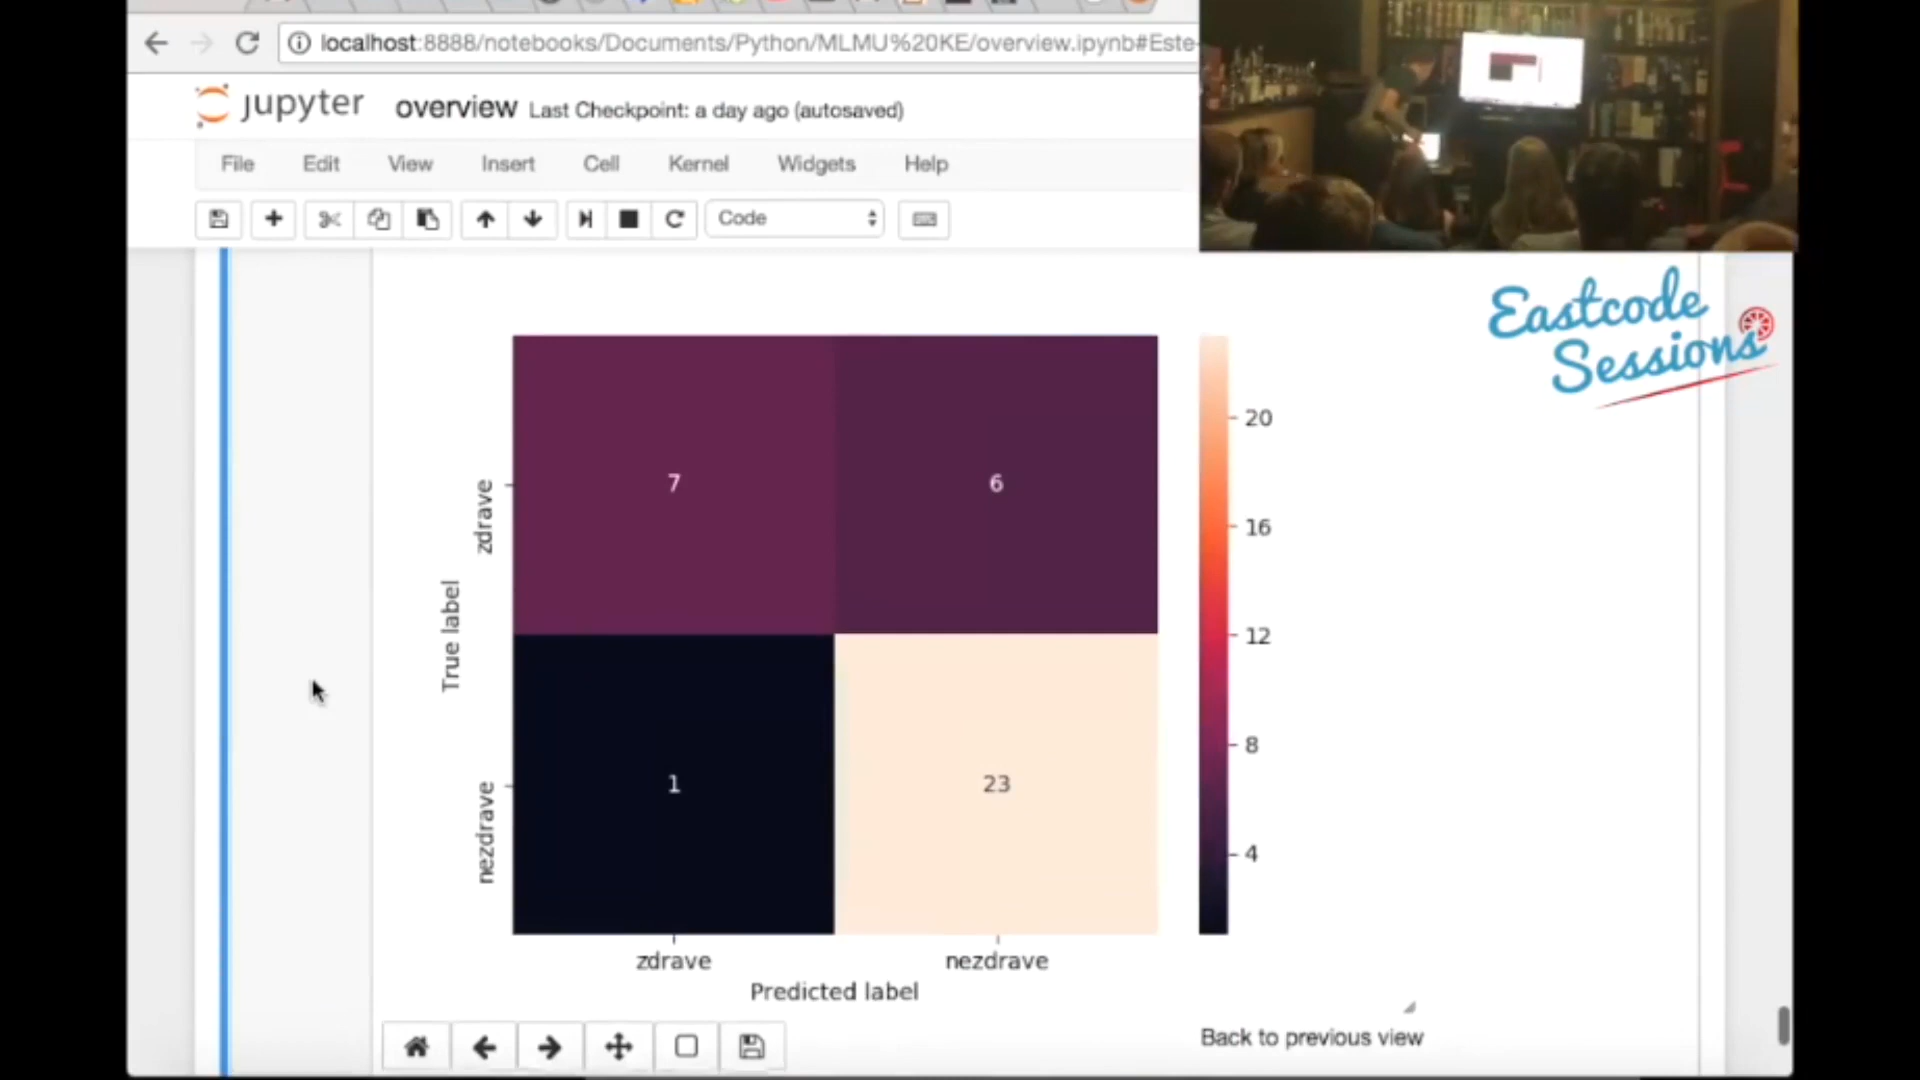 localhost:8888/notebooks/Documents/Python/MLMU%20KE/overview.ipynb#Este-
jupyter overview Last Checkpoint: a day ago (autosaved)
File Edit View Insert Cell Kernel Widgets Help
Code
Eastcode
Sessions
7 6
1 23
zdrave
nezdrave
True label
zdrave nezdrave
Predicted label
20
16
12
8
4
Back to previous view